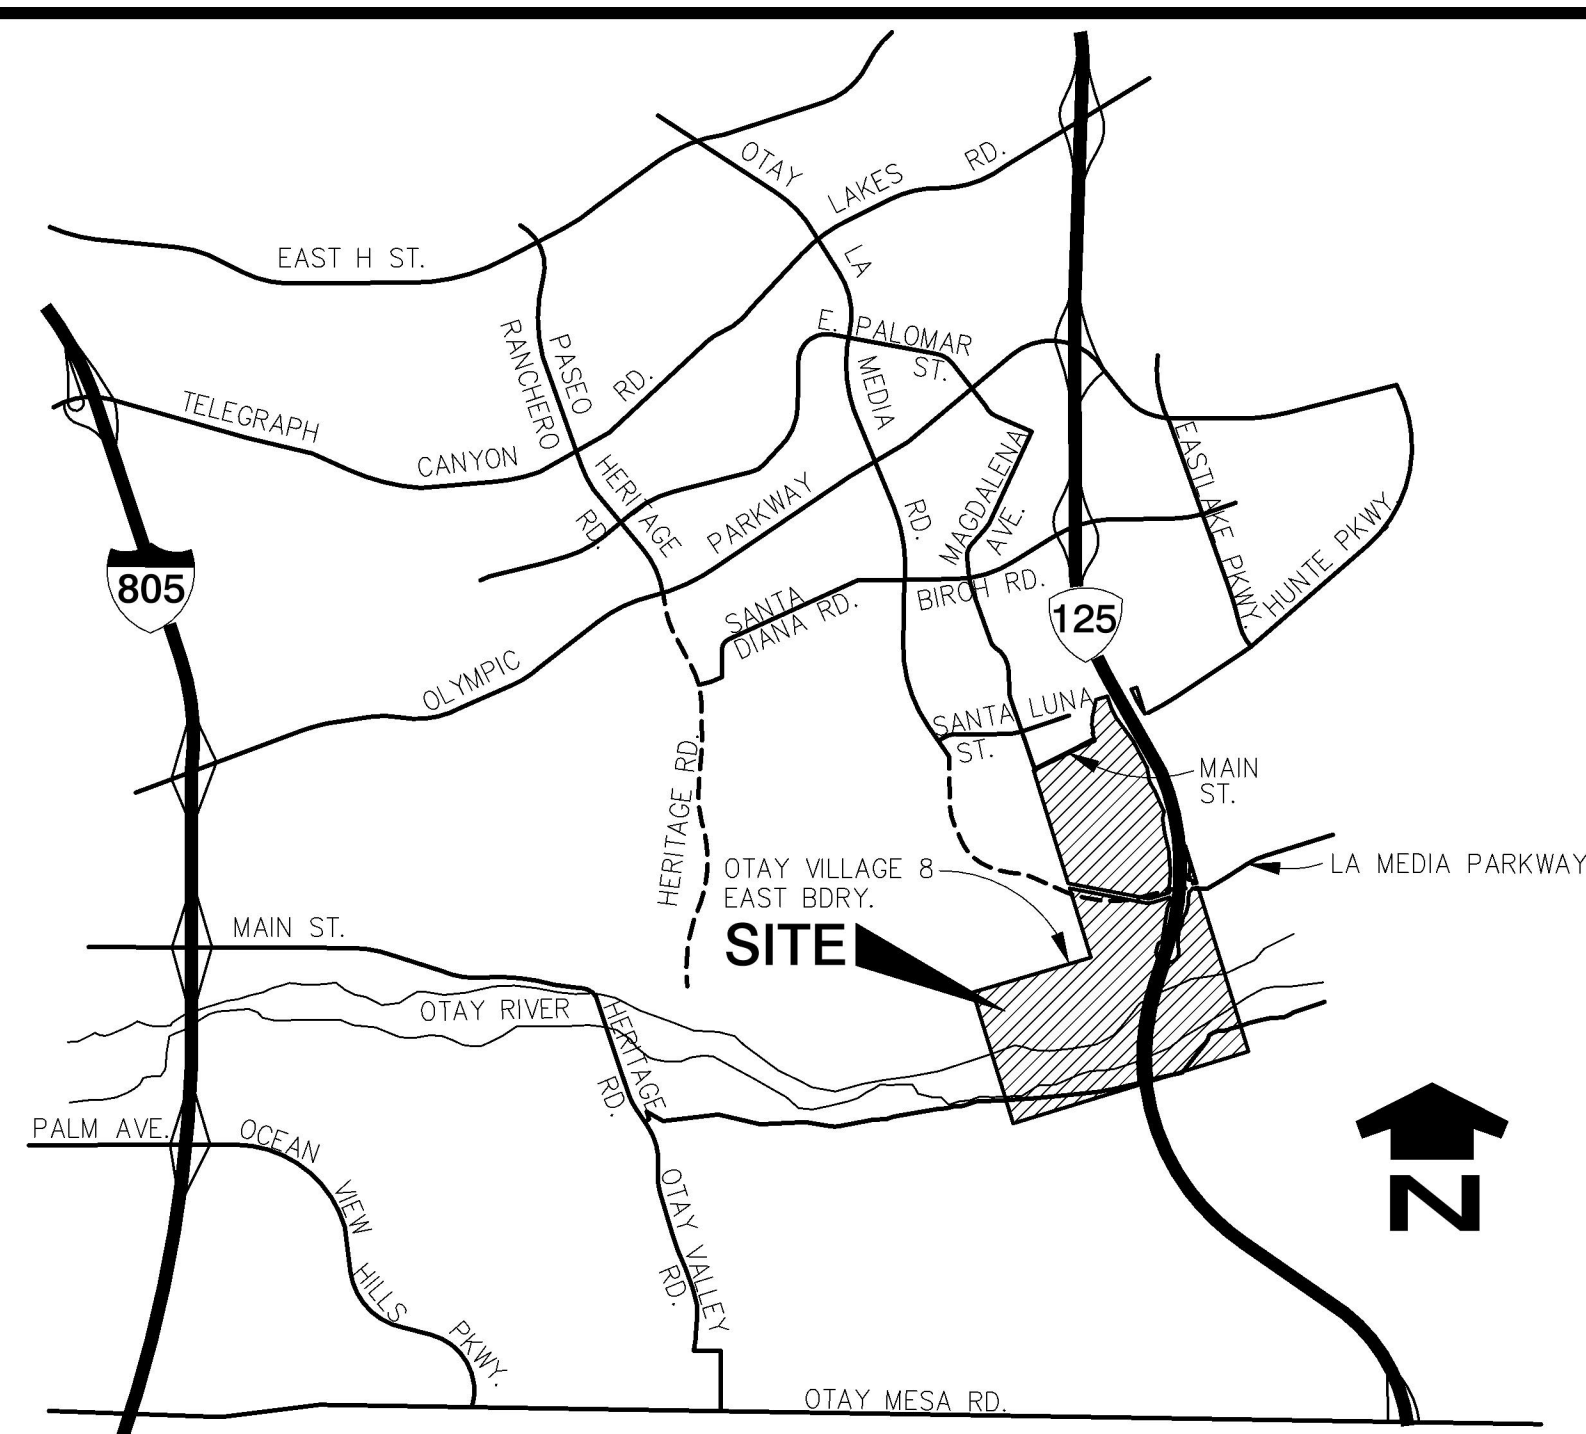 OTAY
LAKES
RD.
EAST H ST.
LA
E. PALOMAR
ST.
PASEO
RANCHERO
MEDIA
RD.
TELEGRAPH
CANYON
RD.
HERITAGE
RD.
PARKWAY
MAGDALENA
AVE.
RD.
EASTLAKE PKWY.
HUNTE PKWY.
805
SANTA
DIANA RD.
BIRCH RD.
125
OLYMPIC
SANTA LUNA
ST.
HERITAGE RD.
MAIN
ST.
OTAY VILLAGE 8
EAST BDRY.
LA MEDIA PARKWAY
SITE
MAIN ST.
OTAY RIVER
HERITAGE
RD.
PALM AVE.
OCEAN
VIEW
HILLS
PKWY.
OTAY VALLEY
RD.
N
OTAY MESA RD.